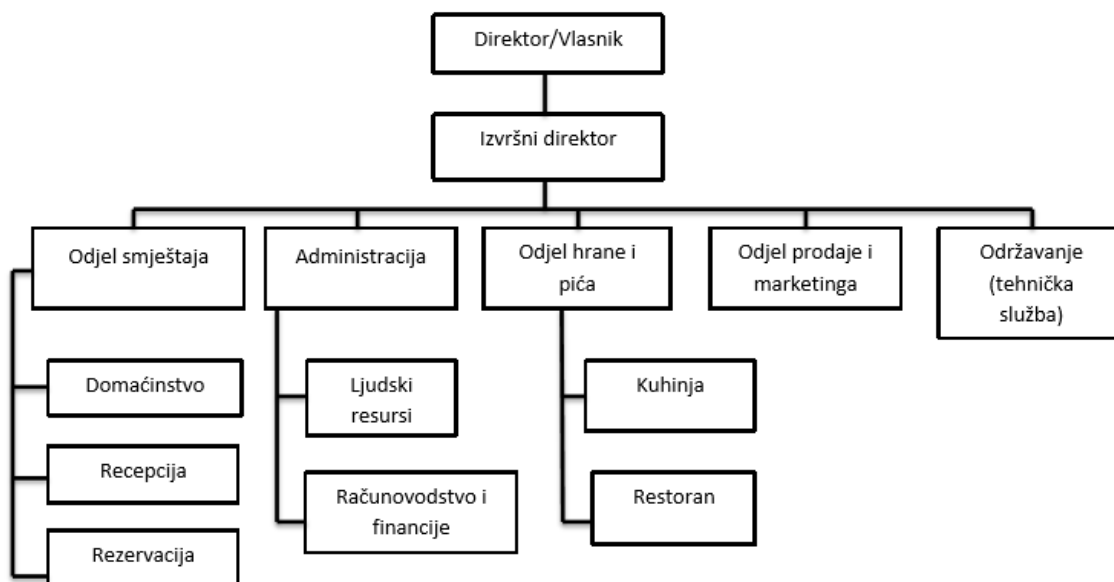 Direktor/Vlasnik
Izvršni direktor
Odjel smještaja
Administracija
Odjel hrane i
pića
Odjel prodaje i
marketinga
Održavanje
(tehnička
služba)
Domaćinstvo
Ljudski
resursi
Kuhinja
Recepcija
Računovodstvo i
financije
Restoran
Rezervacija